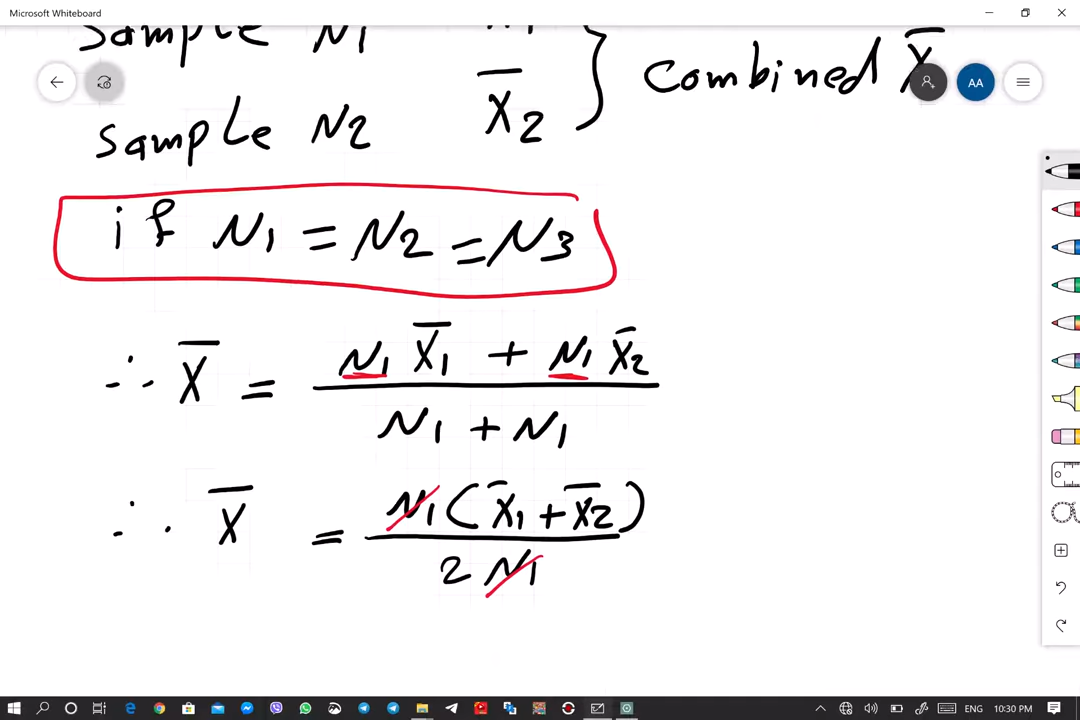 Microsoft Whiteboard
sample N1
sample N2 X̄2 } combined X̄
AA
if N1 = N2 = N3
∴ X̄ = (N1 X̄1 + N1 X̄2) / (N1 + N1)
∴ X̄ = N1 (X̄1 + X̄2) / 2 N1
ENG 10:30 PM